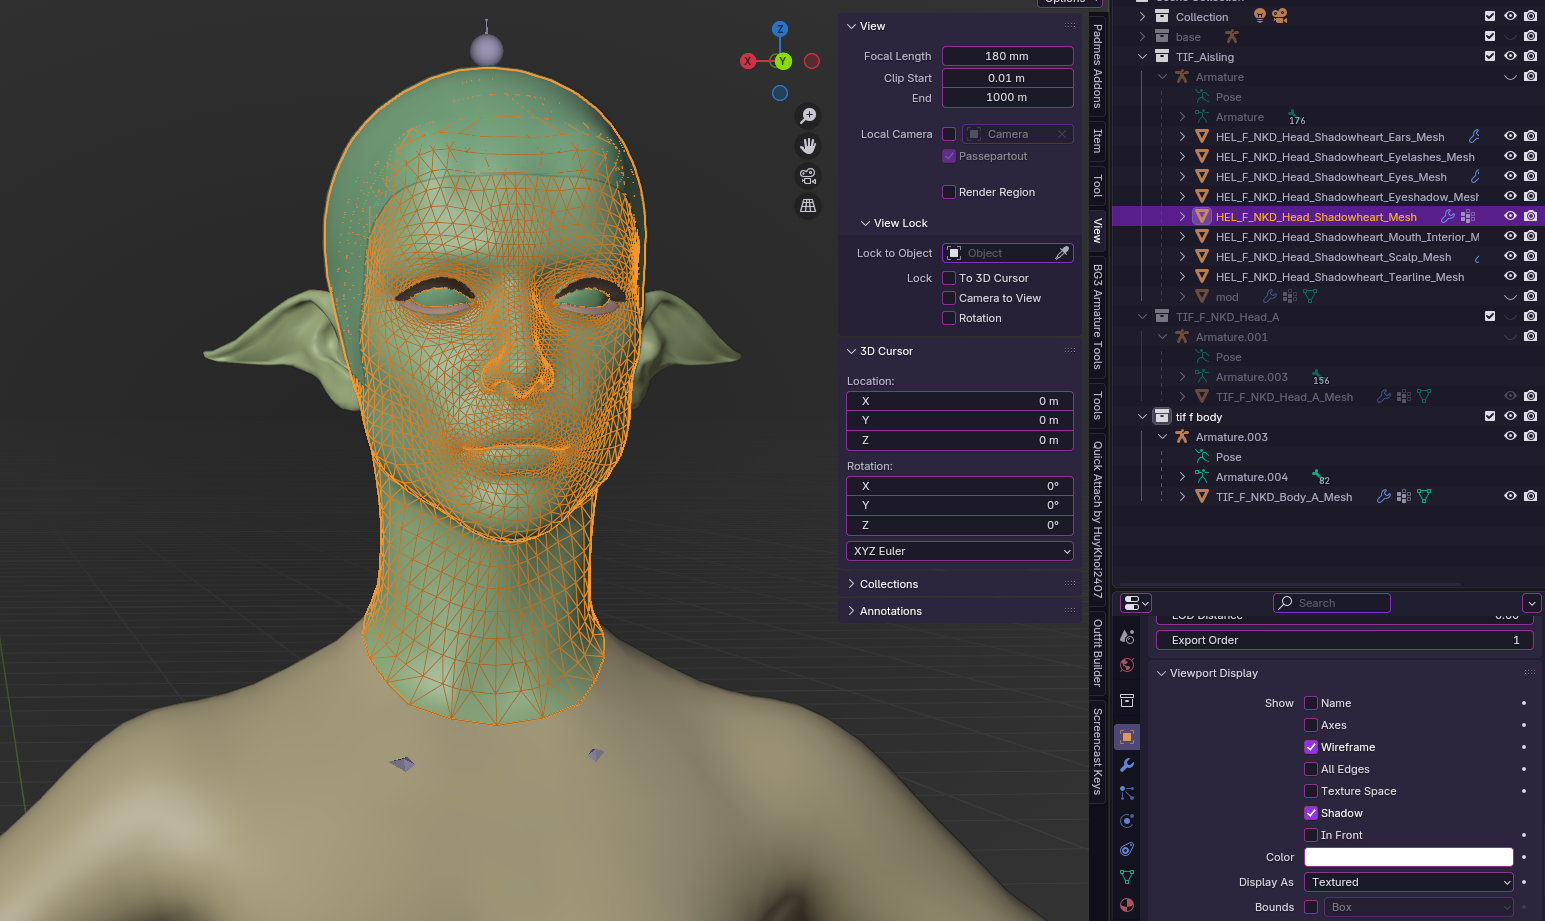 Options
View
Focal Length 180 mm
Clip Start 0.01 m
End 1000 m
Local Camera Camera
Passepartout
Render Region
View Lock
Lock to Object Object
Lock To 3D Cursor
Camera to View
Rotation
3D Cursor
Location:
X 0 m
Y 0 m
Z 0 m
Rotation:
X 0°
Y 0°
Z 0°
XYZ Euler
Collections
Annotations
Z
X
Y
Padmes Addons
Item
Tool
View
BG3 Armature Tools
Tools
Quick Attach by HuyKhoi2407
Outfit Builder
Screencast Keys
Scene Collection
Collection
base
TIF_Aisling
Armature
Pose
Armature 176
HEL_F_NKD_Head_Shadowheart_Ears_Mesh
HEL_F_NKD_Head_Shadowheart_Eyelashes_Mesh
HEL_F_NKD_Head_Shadowheart_Eyes_Mesh
HEL_F_NKD_Head_Shadowheart_Eyeshadow_Mesh
HEL_F_NKD_Head_Shadowheart_Mesh
HEL_F_NKD_Head_Shadowheart_Mouth_Interior_M
HEL_F_NKD_Head_Shadowheart_Scalp_Mesh
HEL_F_NKD_Head_Shadowheart_Tearline_Mesh
mod
TIF_F_NKD_Head_A
Armature.001
Pose
Armature.003 156
TIF_F_NKD_Head_A_Mesh
tif f body
Armature.003
Pose
Armature.004 82
TIF_F_NKD_Body_A_Mesh
Search
LOD Distance 0.00
Export Order 1
Viewport Display
Show Name
Axes
Wireframe
All Edges
Texture Space
Shadow
In Front
Color
Display As Textured
Bounds Box